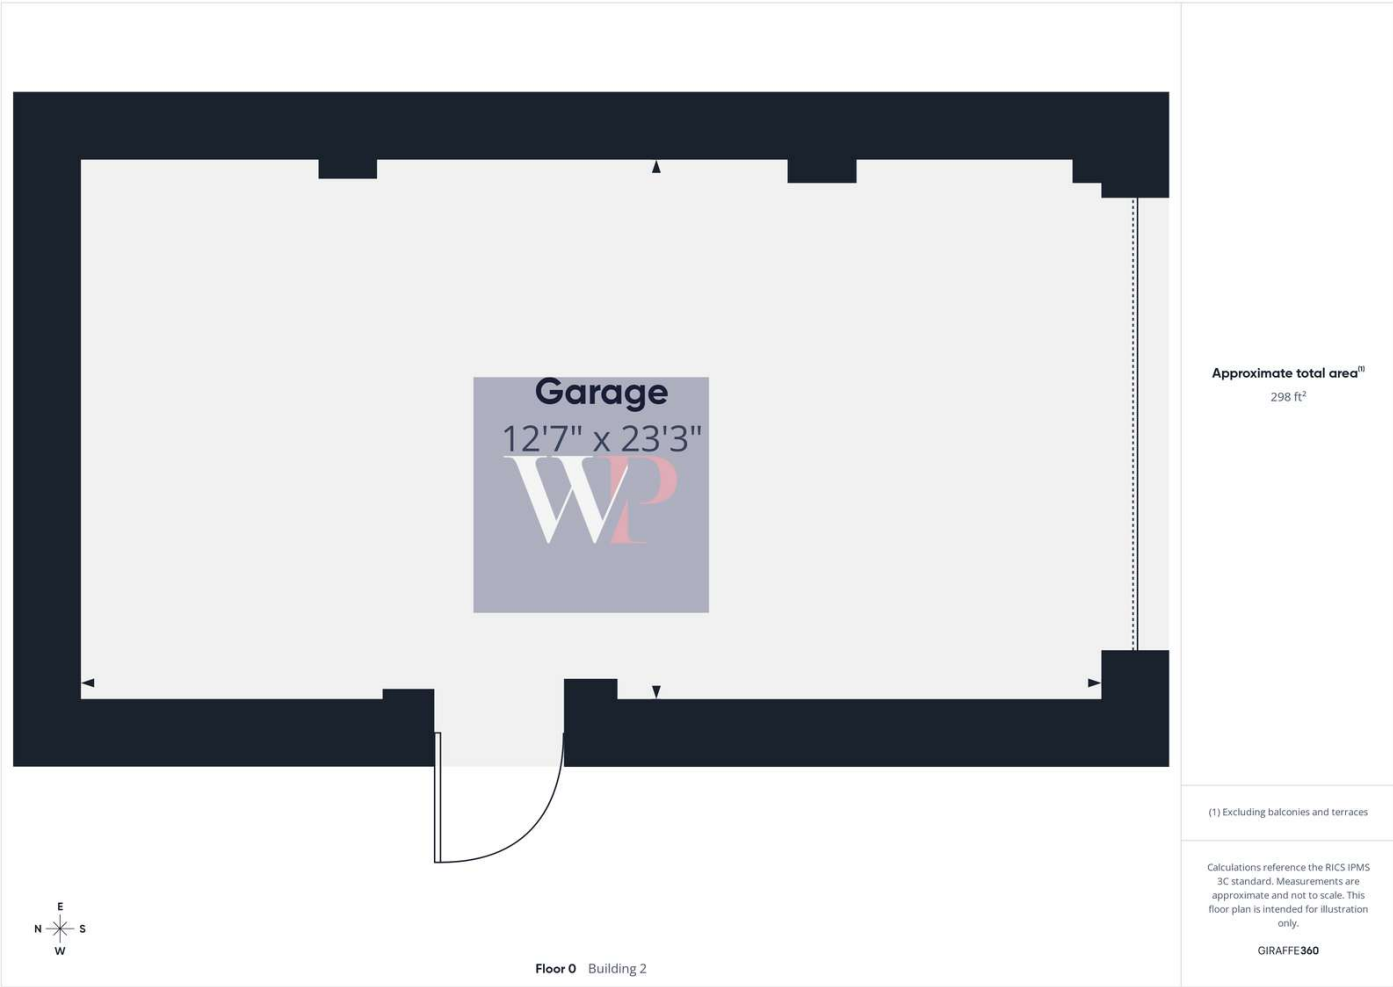 Garage
12'7" x 23'3"
WP
Approximate total area(1)
298 ft²
(1) Excluding balconies and terraces
Calculations reference the RICS IPMS
3C standard. Measurements are
approximate and not to scale. This
floor plan is intended for illustration
only.
GIRAFFE360
E
N S
W
Floor 0 Building 2